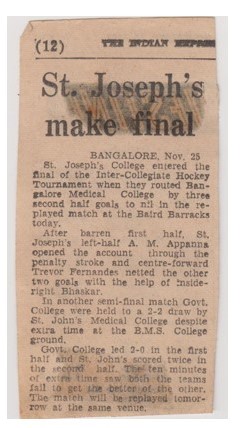 (12)
THE INDIAN EXPRESS
St. Joseph's
make final
BANGALORE, Nov. 25
St. Joseph's College entered the
final of the Inter-Collegiate Hockey
Tournament when they routed Ban-
galore Medical College by three
second half goals to nil in the re-
played match at the Baird Barracks
today.
After barren first half, St.
Joseph's left-half A. M. Appanna
opened the account through the
penalty stroke and centre-forward
Trevor Fernandes netted the other
two goals with the help of inside-
right Bhaskar.
In another semi-final match Govt.
College were held to a 2-2 draw by
St. John's Medical College despite
extra time at the B.M.S. College
ground.
Govt. College led 2-0 in the first
half and St. John's scored twice in
the second half. The ten minutes
of extra time saw both the teams
fail to get the better of the other.
The match will be replayed tomor-
row at the same venue.